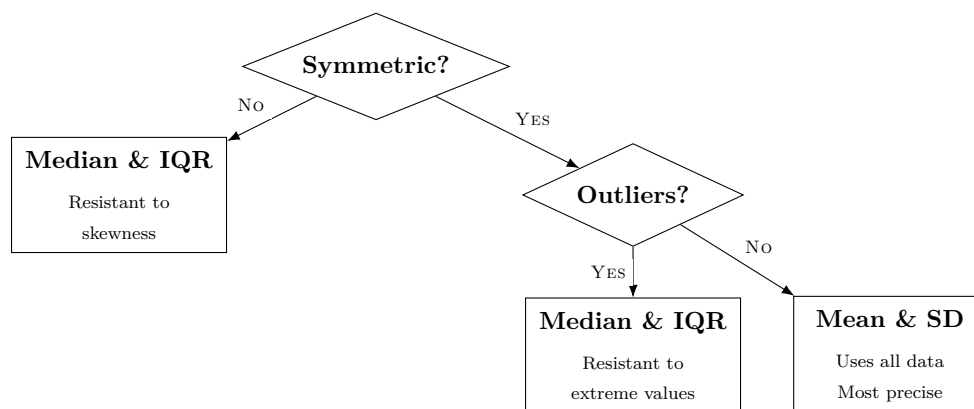 Symmetric?
No
Yes
Median & IQR
Resistant to
skewness
Outliers?
Yes
No
Median & IQR
Resistant to
extreme values
Mean & SD
Uses all data
Most precise